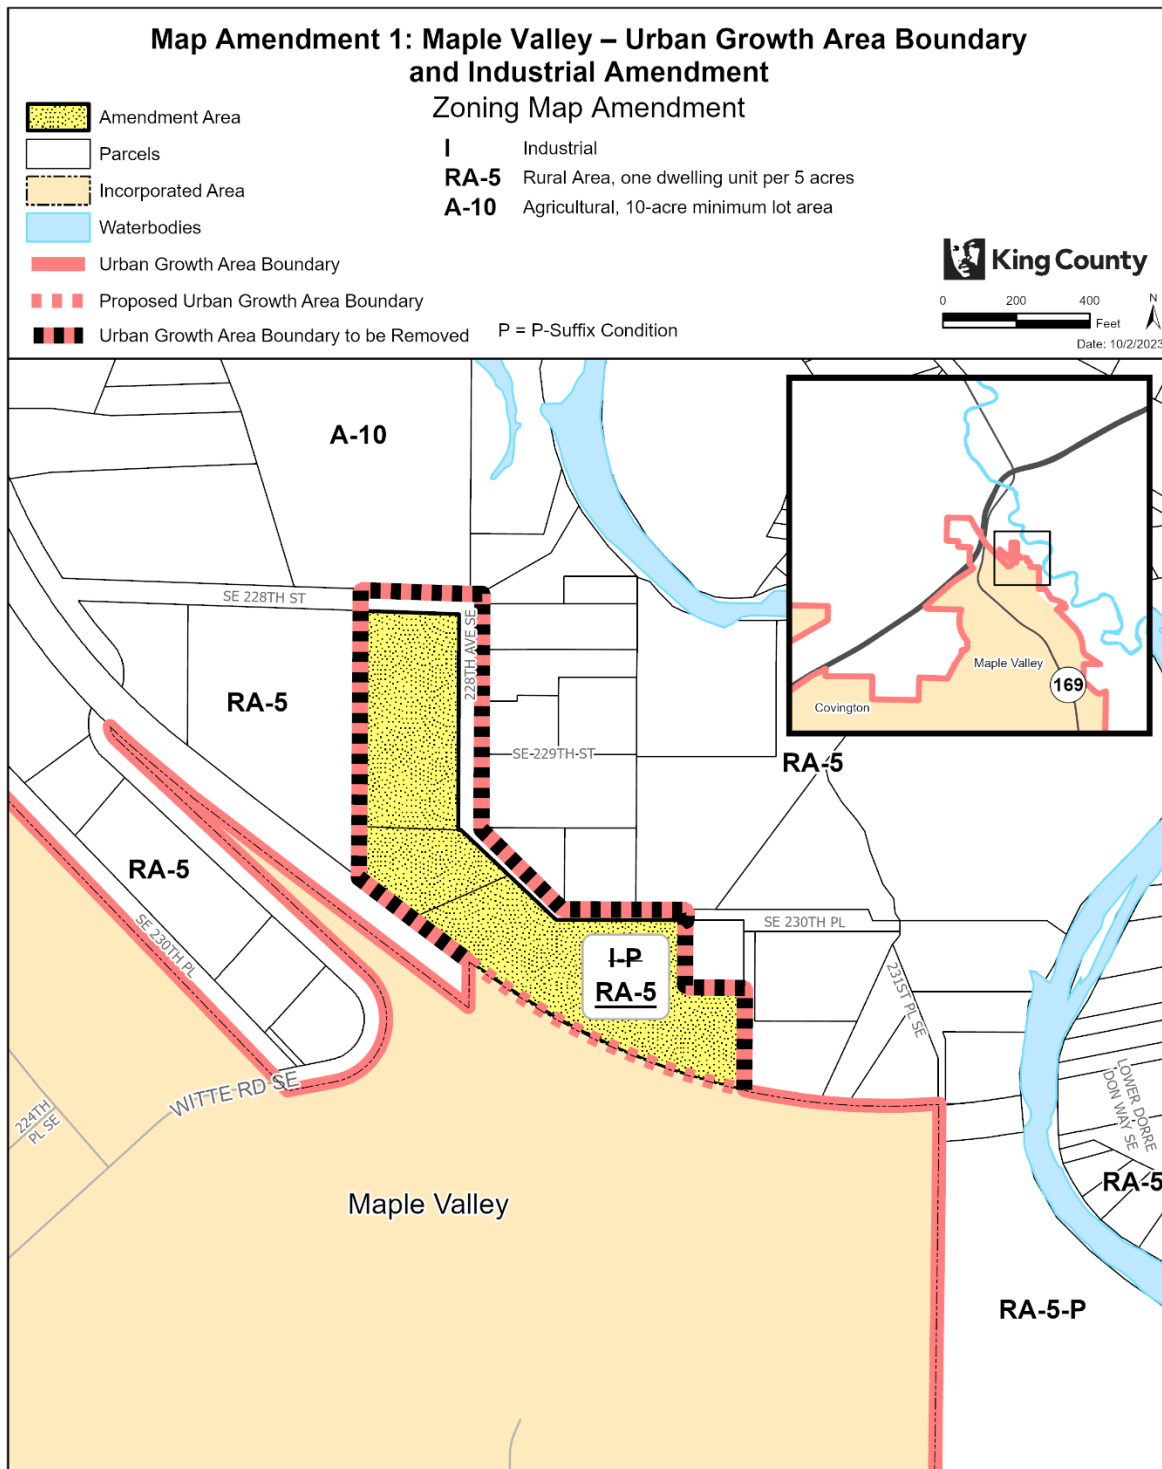 Map Amendment 1: Maple Valley – Urban Growth Area Boundary
and Industrial Amendment
Zoning Map Amendment
Amendment Area
Parcels
Incorporated Area
Waterbodies
Urban Growth Area Boundary
Proposed Urban Growth Area Boundary
Urban Growth Area Boundary to be Removed
I Industrial
RA-5 Rural Area, one dwelling unit per 5 acres
A-10 Agricultural, 10-acre minimum lot area
P = P-Suffix Condition
King County
0 200 400
Feet
N
Date: 10/2/2023
A-10
SE 228TH ST
228TH AVE SE
RA-5
SE 229TH ST
RA-5
Maple Valley
169
Covington
RA-5
SE 230TH PL
SE 230TH PL
I-P
RA-5
231ST PL SE
WITTE RD SE
224TH
PL SE
LOWER DORRE
DON WAY SE
RA-5
Maple Valley
RA-5-P